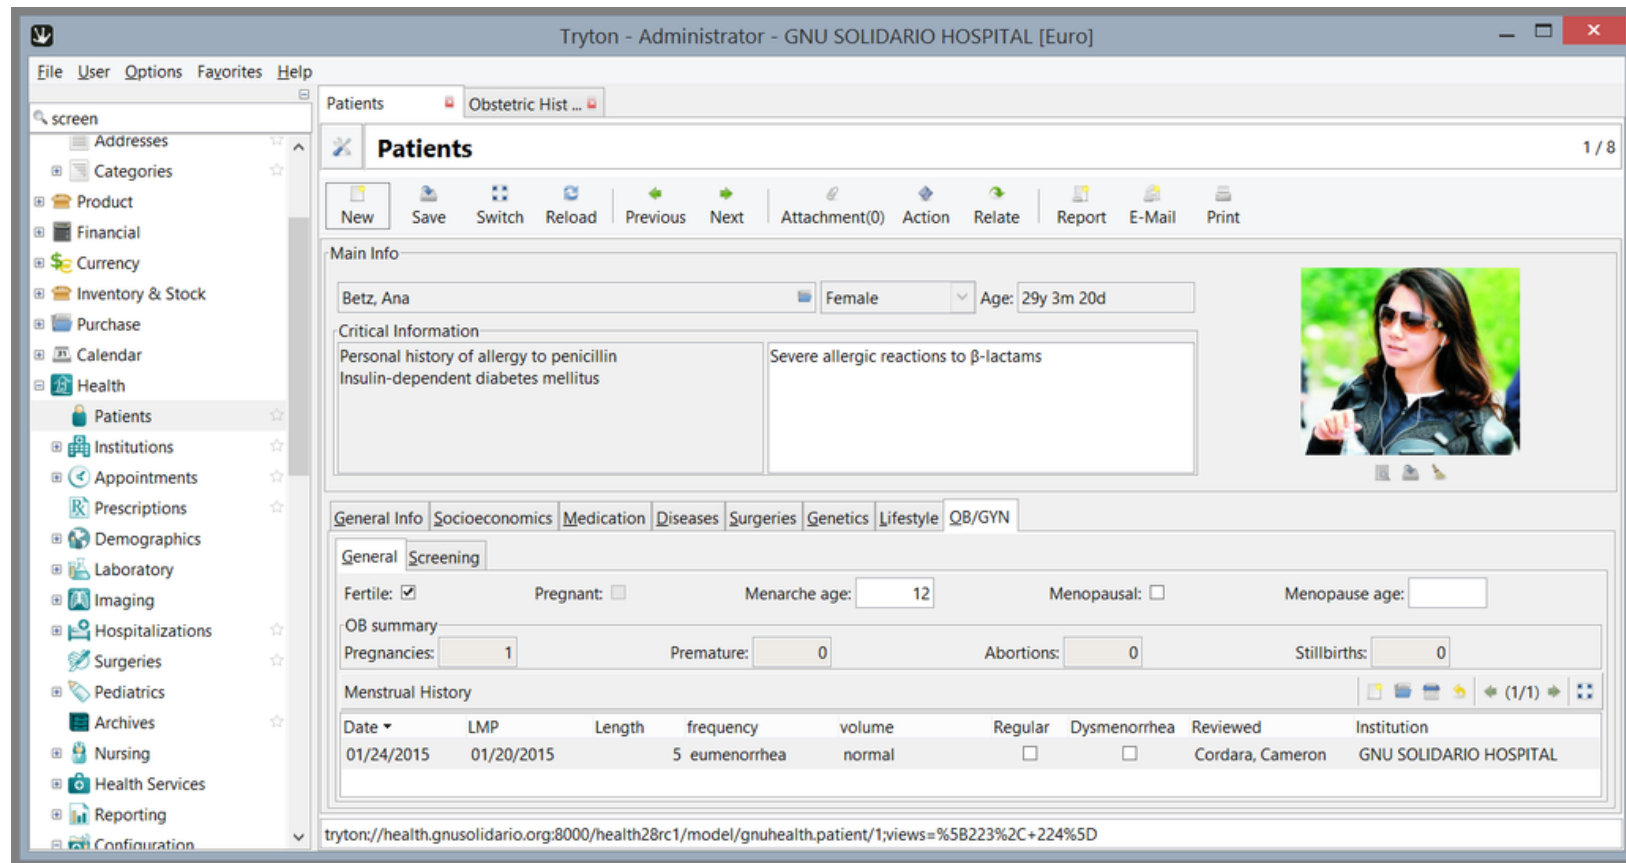 Tryton - Administrator - GNU SOLIDARIO HOSPITAL [Euro]
File User Options Favorites Help
screen
Addresses
Categories
Product
Financial
Currency
Inventory & Stock
Purchase
Calendar
Health
Patients
Institutions
Appointments
Prescriptions
Demographics
Laboratory
Imaging
Hospitalizations
Surgeries
Pediatrics
Archives
Nursing
Health Services
Reporting
Configuration
Patients Obstetric Hist ...
Patients 1 / 8
New Save Switch Reload Previous Next Attachment(0) Action Relate Report E-Mail Print
Main Info
Betz, Ana Female Age: 29y 3m 20d
Critical Information
Personal history of allergy to penicillin
Insulin-dependent diabetes mellitus
Severe allergic reactions to β-lactams
General Info Socioeconomics Medication Diseases Surgeries Genetics Lifestyle OB/GYN
General Screening
Fertile: Pregnant: Menarche age: 12 Menopausal: Menopause age:
OB summary
Pregnancies: 1 Premature: 0 Abortions: 0 Stillbirths: 0
Menstrual History (1/1)
Date LMP Length frequency volume Regular Dysmenorrhea Reviewed Institution
01/24/2015 01/20/2015 5 eumenorrhea normal Cordara, Cameron GNU SOLIDARIO HOSPITAL
tryton://health.gnusolidario.org:8000/health28rc1/model/gnuhealth.patient/1;views=%5B223%2C+224%5D